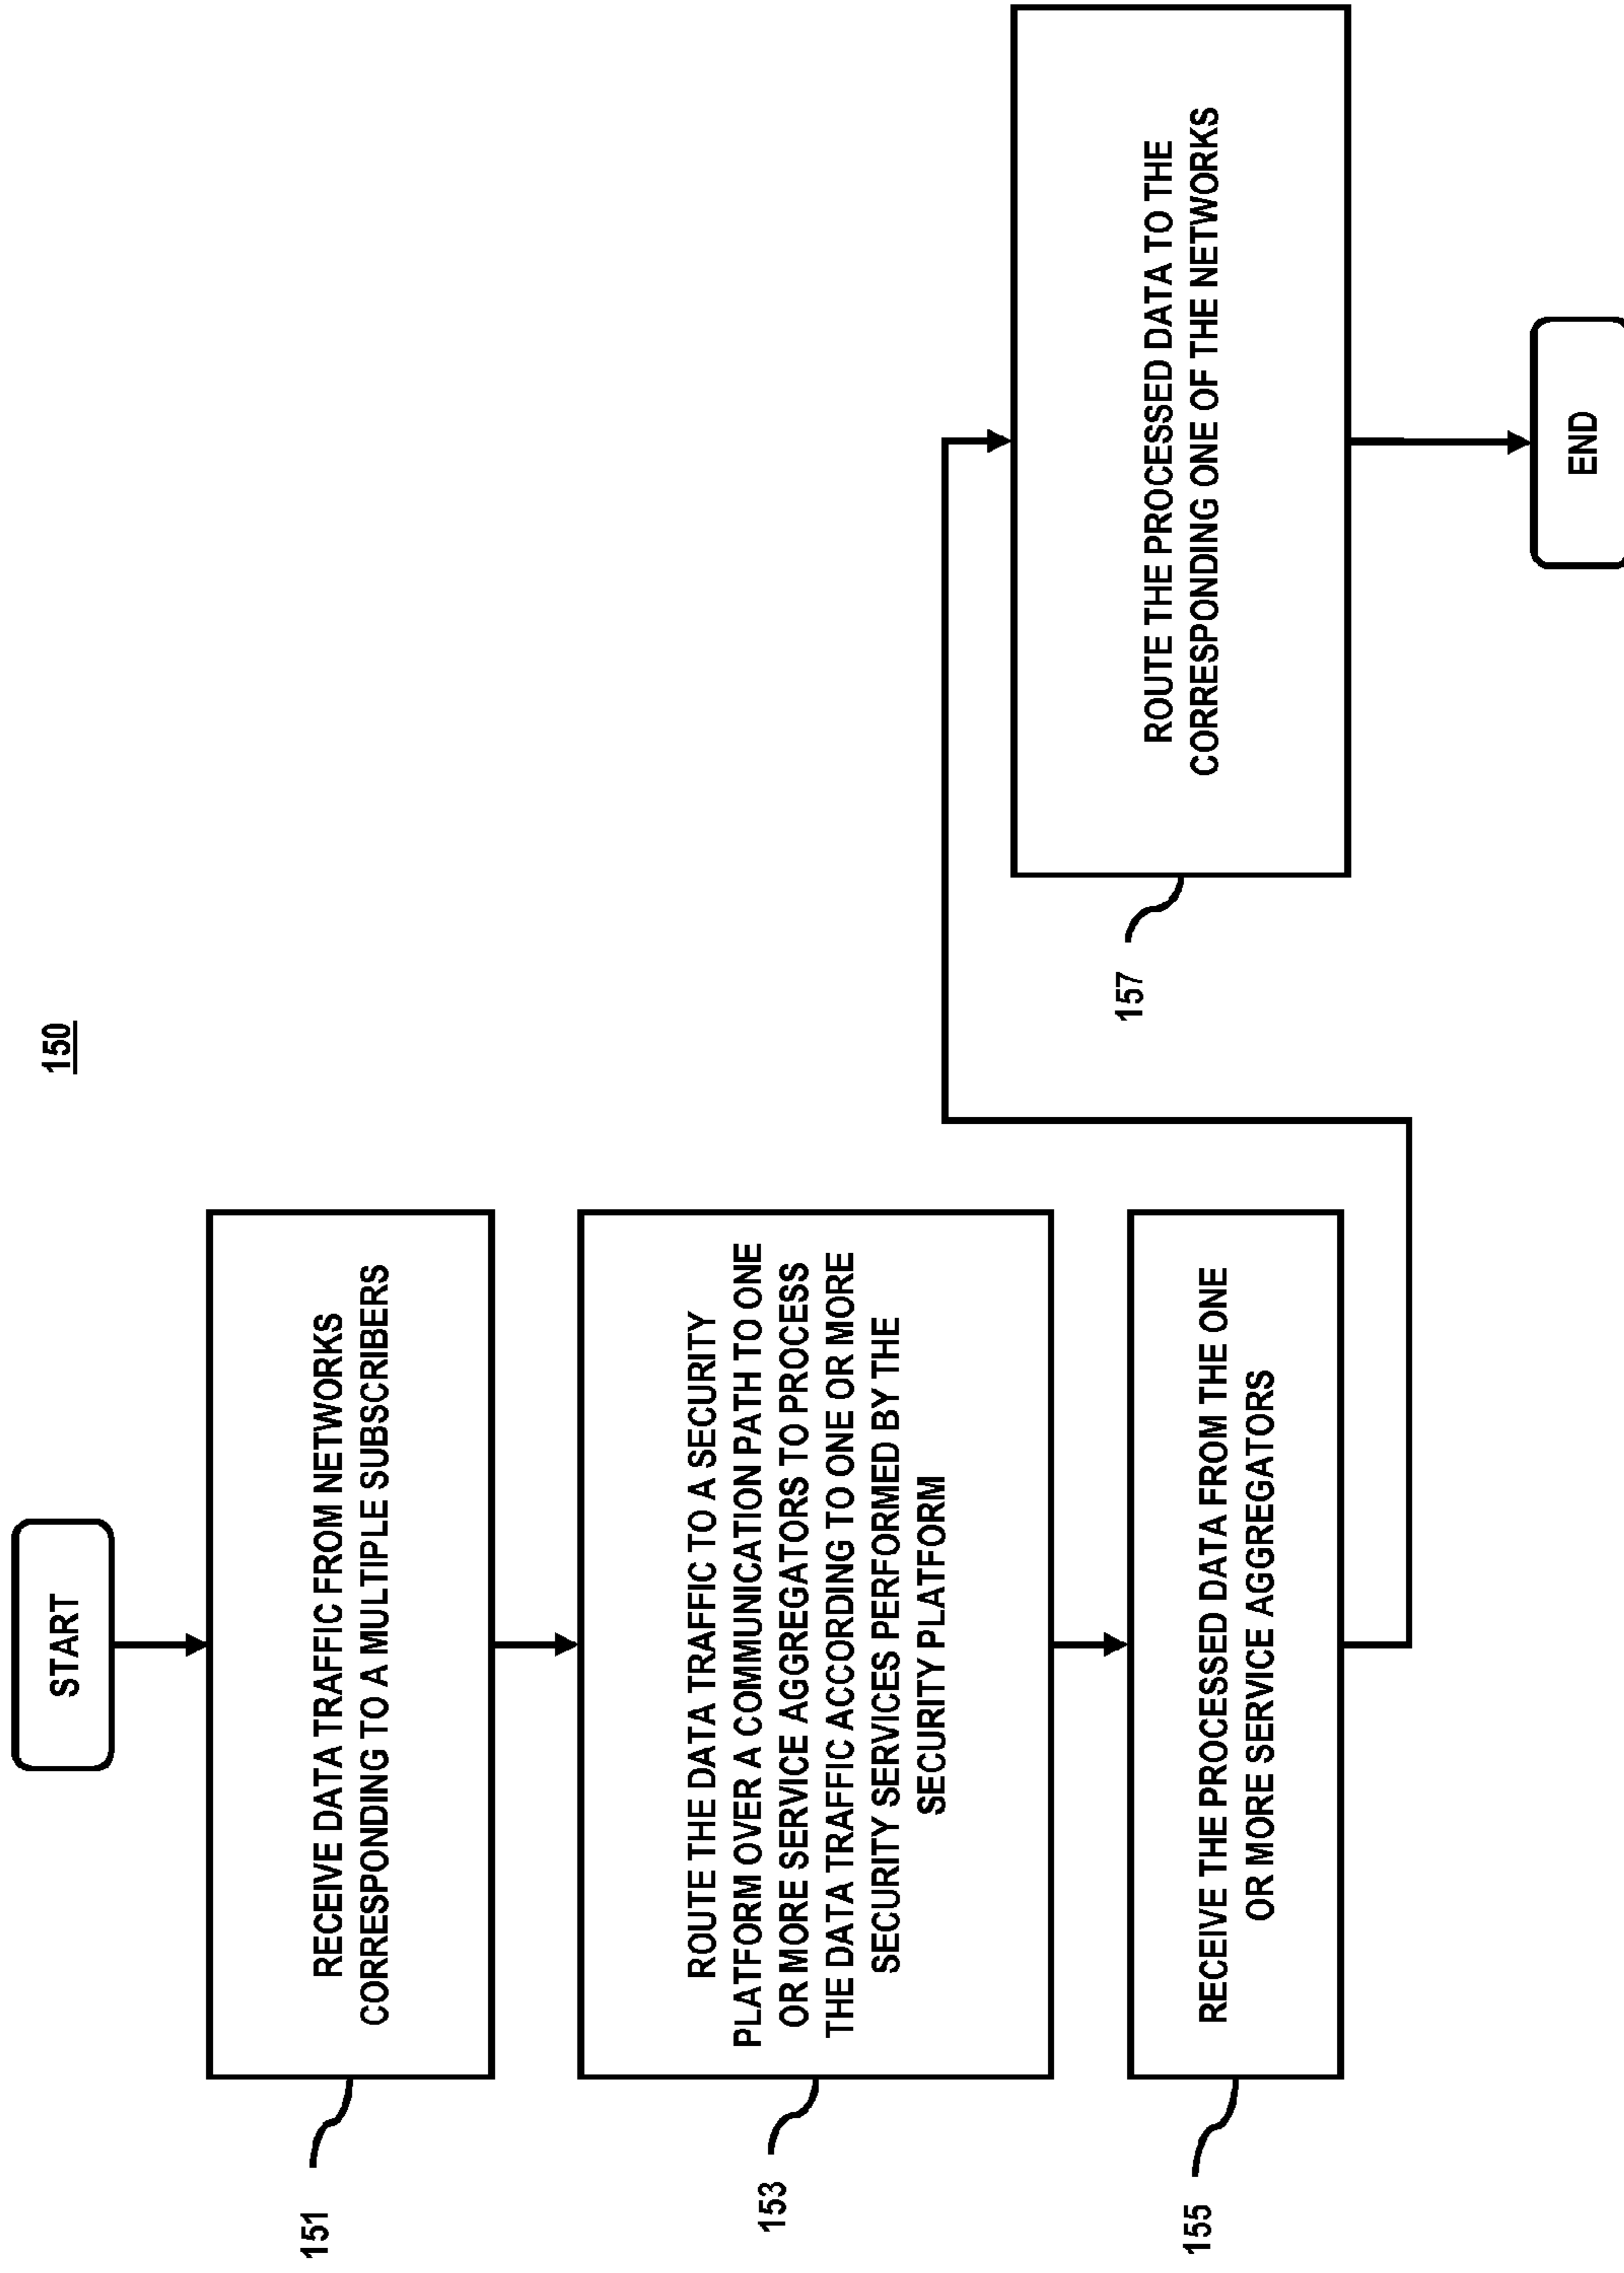 150
START
RECEIVE DATA TRAFFIC FROM NETWORKS
CORRESPONDING TO A MULTIPLE SUBSCRIBERS
151
ROUTE THE DATA TRAFFIC TO A SECURITY
PLATFORM OVER A COMMUNICATION PATH TO ONE
OR MORE SERVICE AGGREGATORS TO PROCESS
THE DATA TRAFFIC ACCORDING TO ONE OR MORE
SECURITY SERVICES PERFORMED BY THE
SECURITY PLATFORM
153
RECEIVE THE PROCESSED DATA FROM THE ONE
OR MORE SERVICE AGGREGATORS
155
ROUTE THE PROCESSED DATA TO THE
CORRESPONDING ONE OF THE NETWORKS
157
END